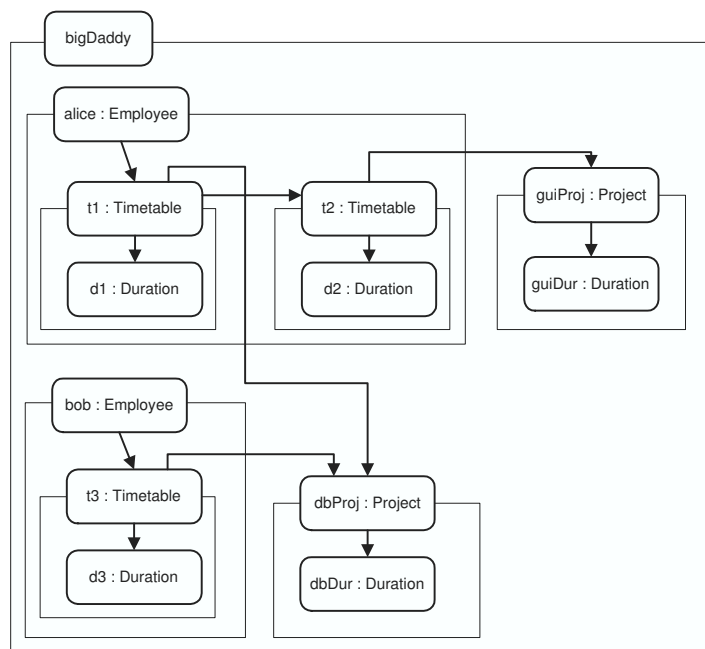 bigDaddy
alice : Employee
t1 : Timetable
t2 : Timetable
guiProj : Project
d1 : Duration
d2 : Duration
guiDur : Duration
bob : Employee
t3 : Timetable
dbProj : Project
d3 : Duration
dbDur : Duration